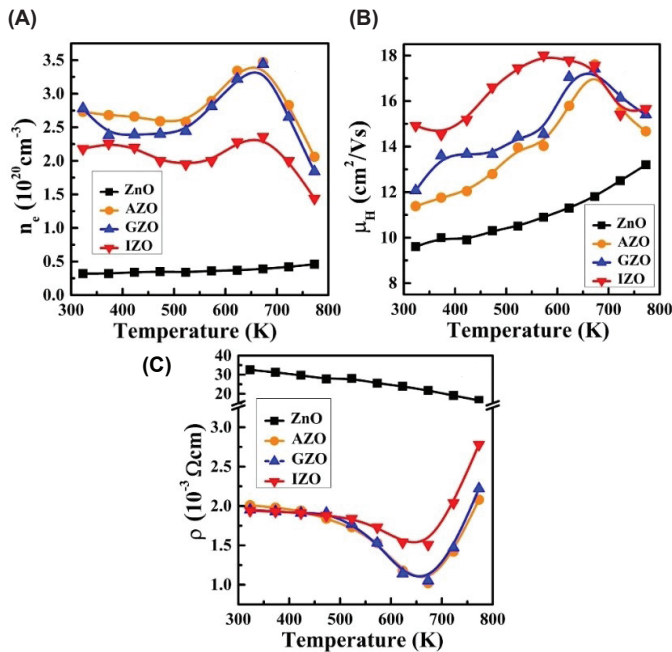 (A)
n_e (10^20 cm^-3)
3.5
3.0
2.5
2.0
1.5
1.0
0.5
0.0
ZnO
AZO
GZO
IZO
300 400 500 600 700 800
Temperature (K)
(B)
μ_H (cm^2/Vs)
18
16
14
12
10
8
ZnO
AZO
GZO
IZO
300 400 500 600 700 800
Temperature (K)
(C)
ρ (10^-3 Ωcm)
40
30
20
3.0
2.5
2.0
1.5
1.0
ZnO
AZO
GZO
IZO
300 400 500 600 700 800
Temperature (K)